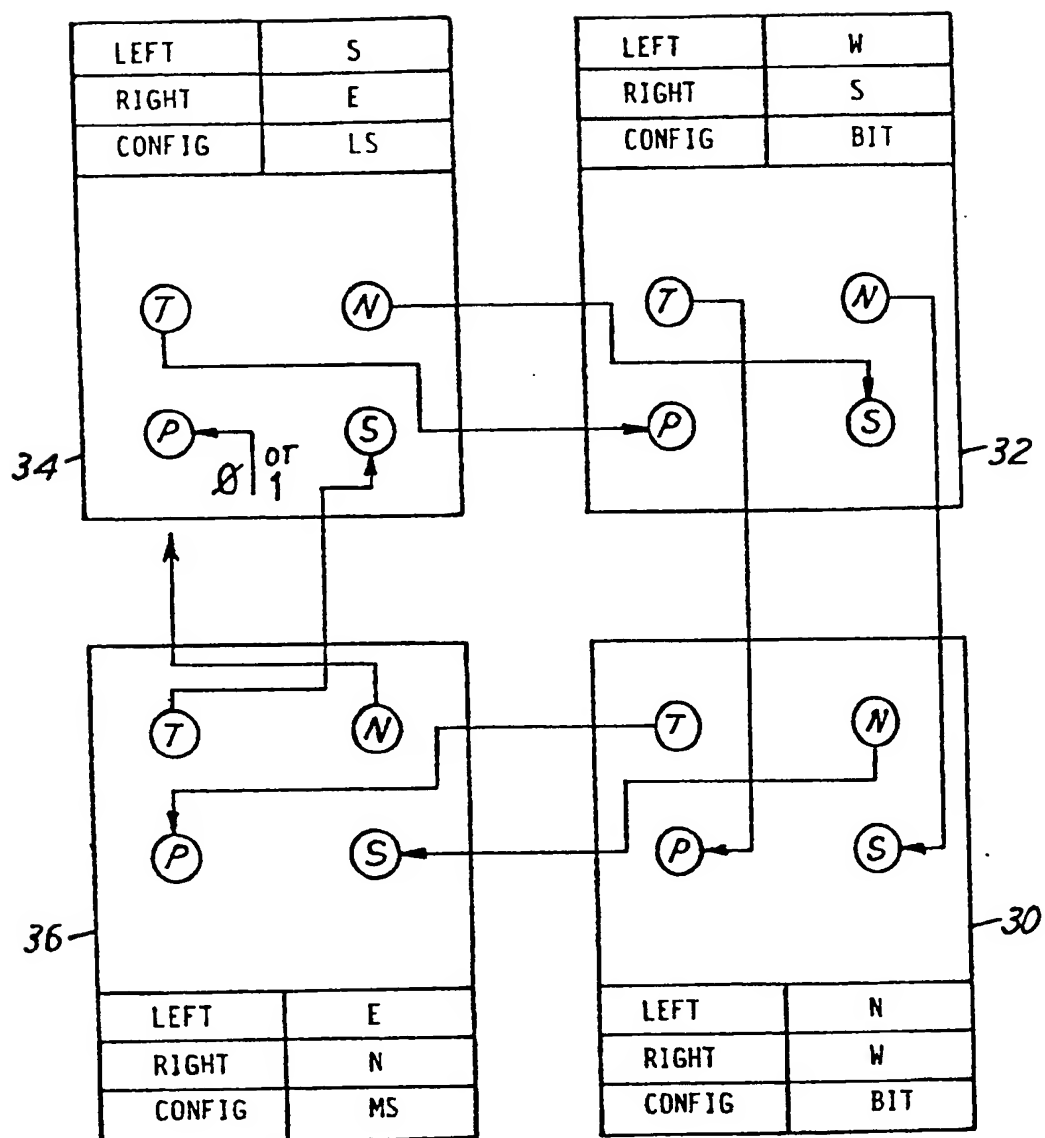 LEFT S
RIGHT E
CONFIG LS
LEFT W
RIGHT S
CONFIG BIT
T N
T N
P S
P S
Ø or 1
34
32
T N
T N
P S
P S
36
30
LEFT E
RIGHT N
CONFIG MS
LEFT N
RIGHT W
CONFIG BIT